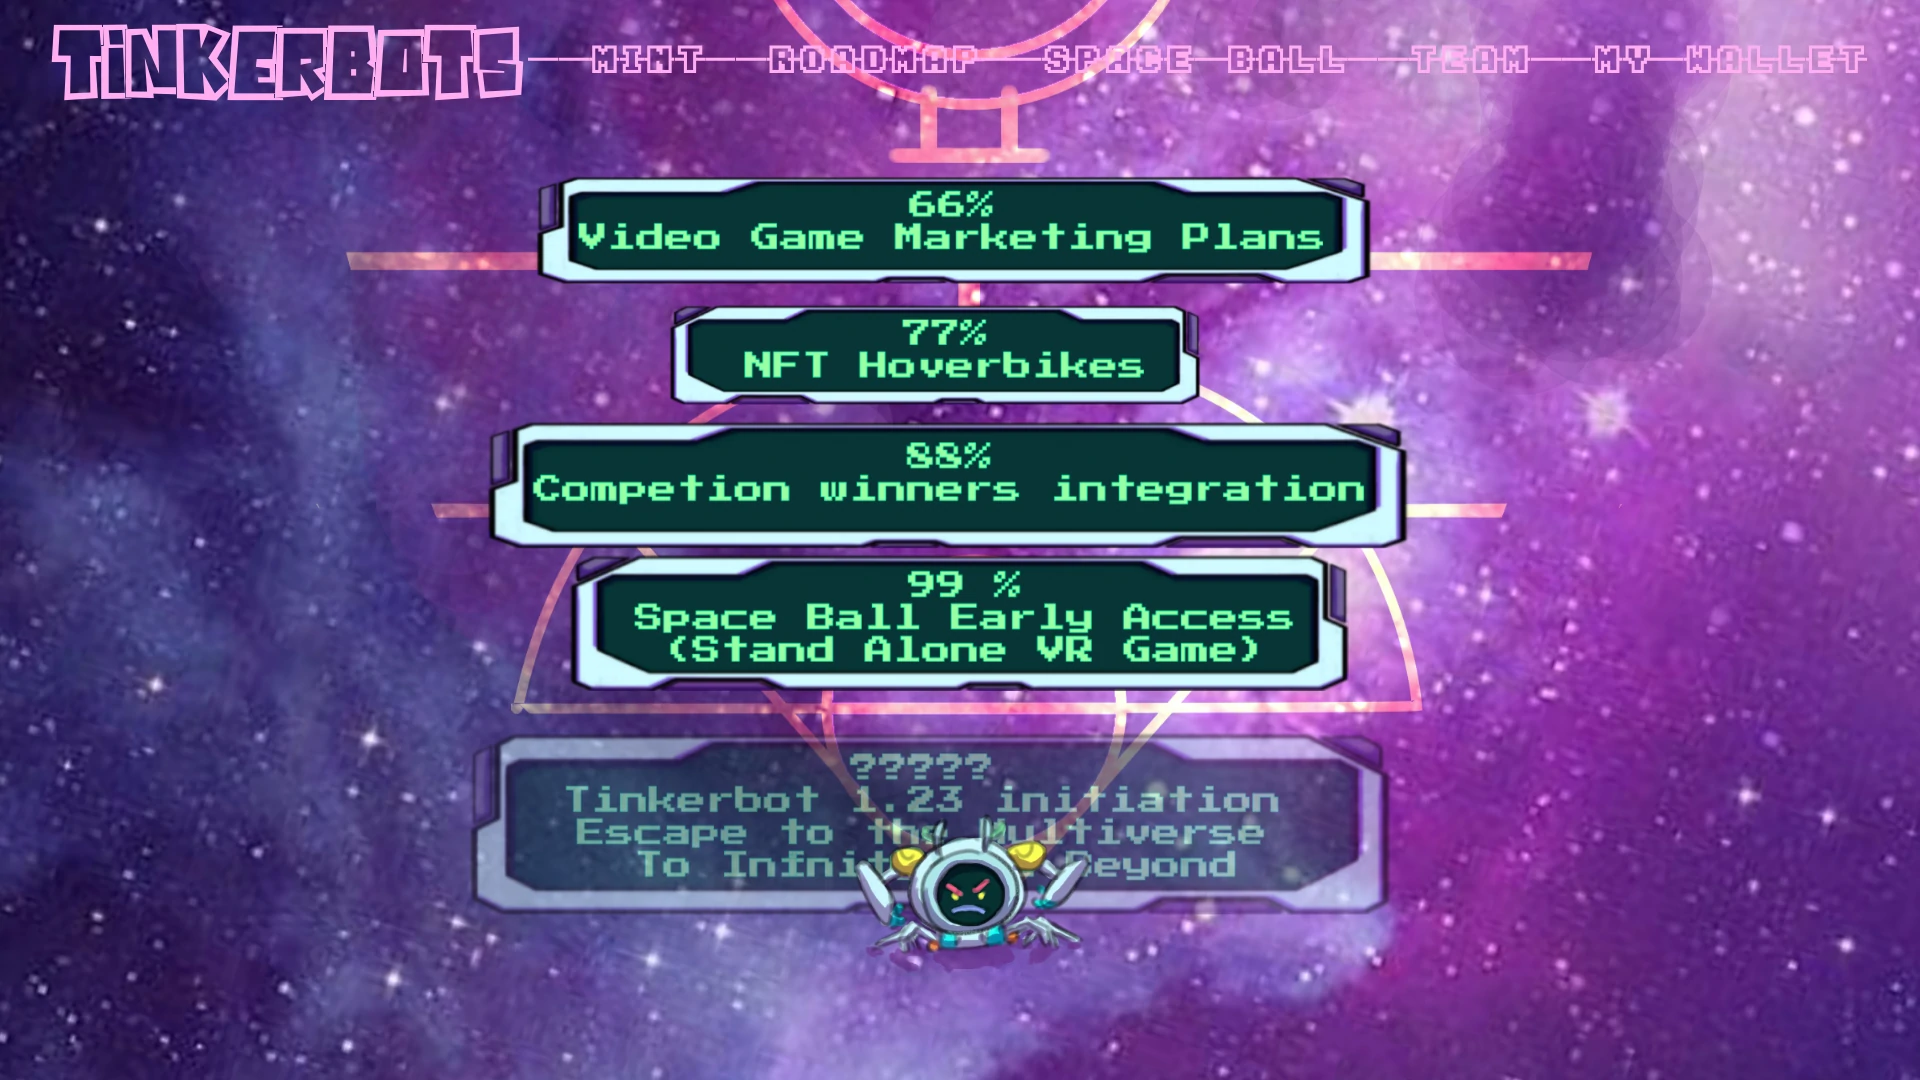 TiNKERBOTS
MINT ROADMAP SPACE BALL TEAM MY WALLET
66%
Video Game Marketing Plans
77%
NFT Hoverbikes
88%
Competion winners integration
99 %
Space Ball Early Access
(Stand Alone VR Game)
?????
Tinkerbot 1.23 initiation
Escape to the Multiverse
To Beyond